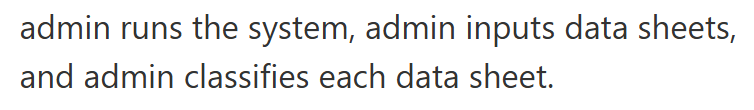 admin runs the system, admin inputs data sheets,
and admin classifies each data sheet.